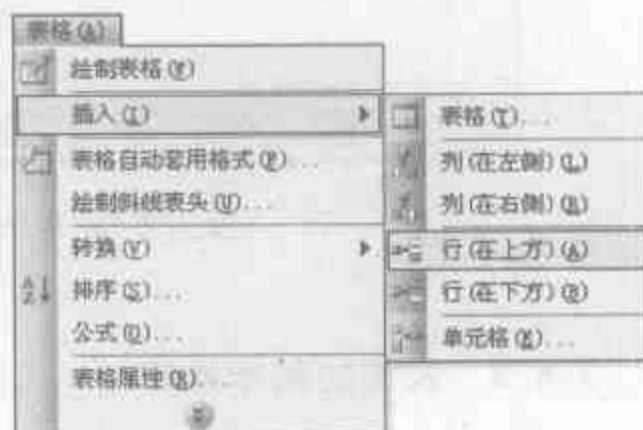 表格(A)
绘制表格(W)
插入(I)
表格自动套用格式(F)...
绘制斜线表头(U)...
转换(V)
排序(S)...
公式(O)...
表格属性(R)...
表格(T)...
列(在左侧)(L)
列(在右侧)(R)
行(在上方)(A)
行(在下方)(B)
单元格(E)...